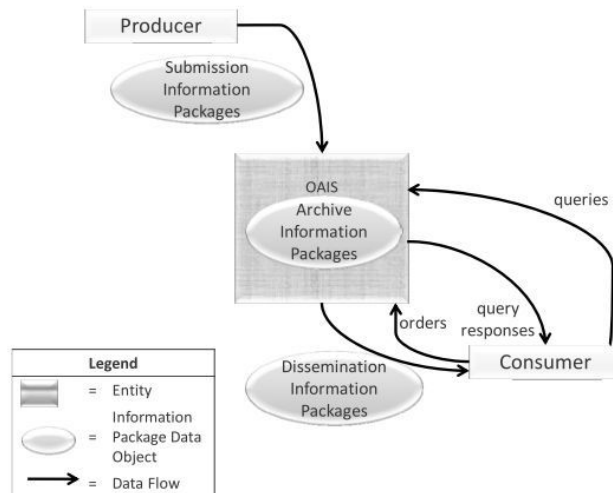 Producer
Submission
Information
Packages
OAIS
Archive
Information
Packages
queries
query
responses
orders
Consumer
Dissemination
Information
Packages
Legend
= Entity
Information
= Package Data
Object
= Data Flow